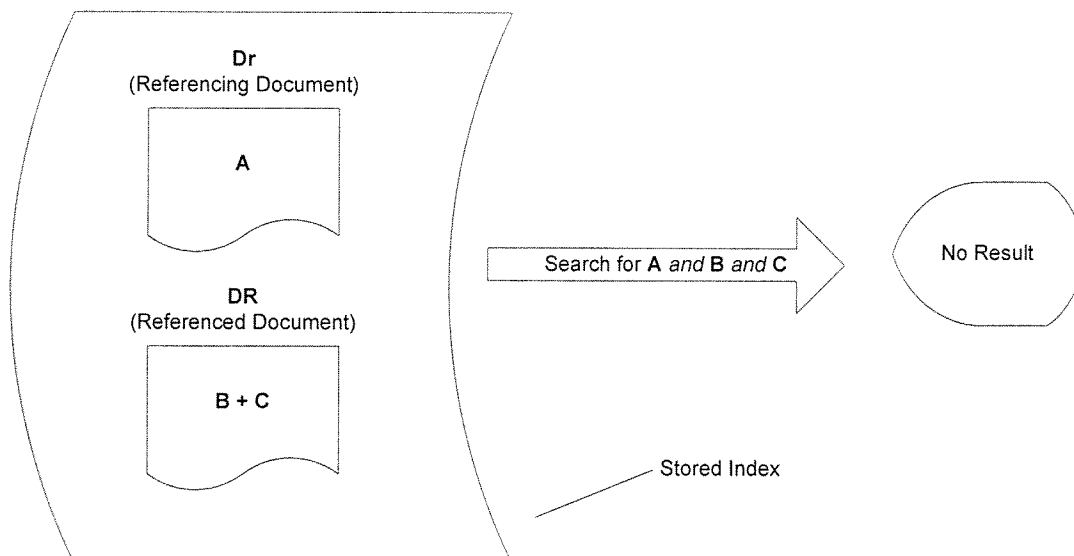 Dr
(Referencing Document)
A
Search for A and B and C
No Result
DR
(Referenced Document)
B + C
Stored Index